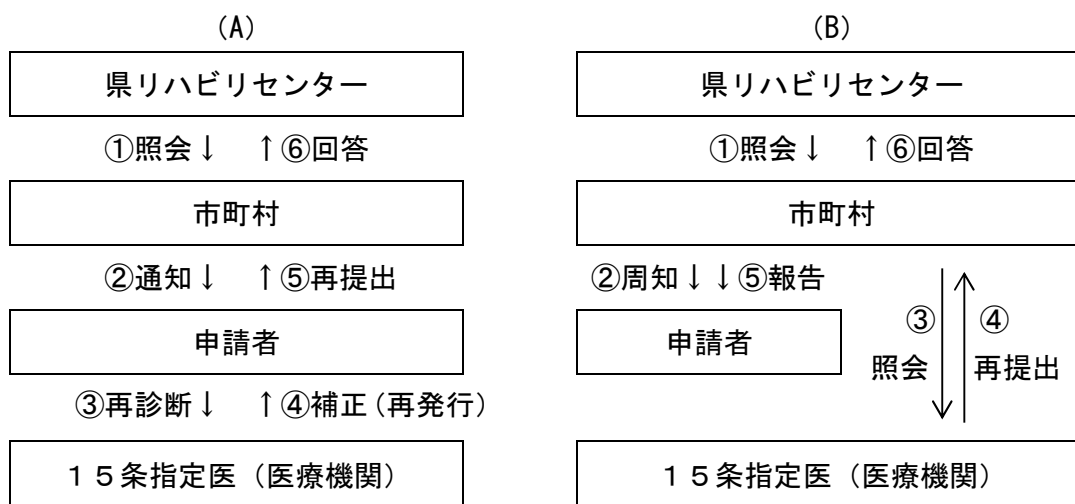 (A)
県リハビリセンター
①照会↓ ↑⑥回答
市町村
②通知↓ ↑⑤再提出
申請者
③再診断↓ ↑④補正(再発行)
15条指定医(医療機関)
(B)
県リハビリセンター
①照会↓ ↑⑥回答
市町村
②周知↓↓⑤報告
申請者
③
照会
④
再提出
15条指定医(医療機関)